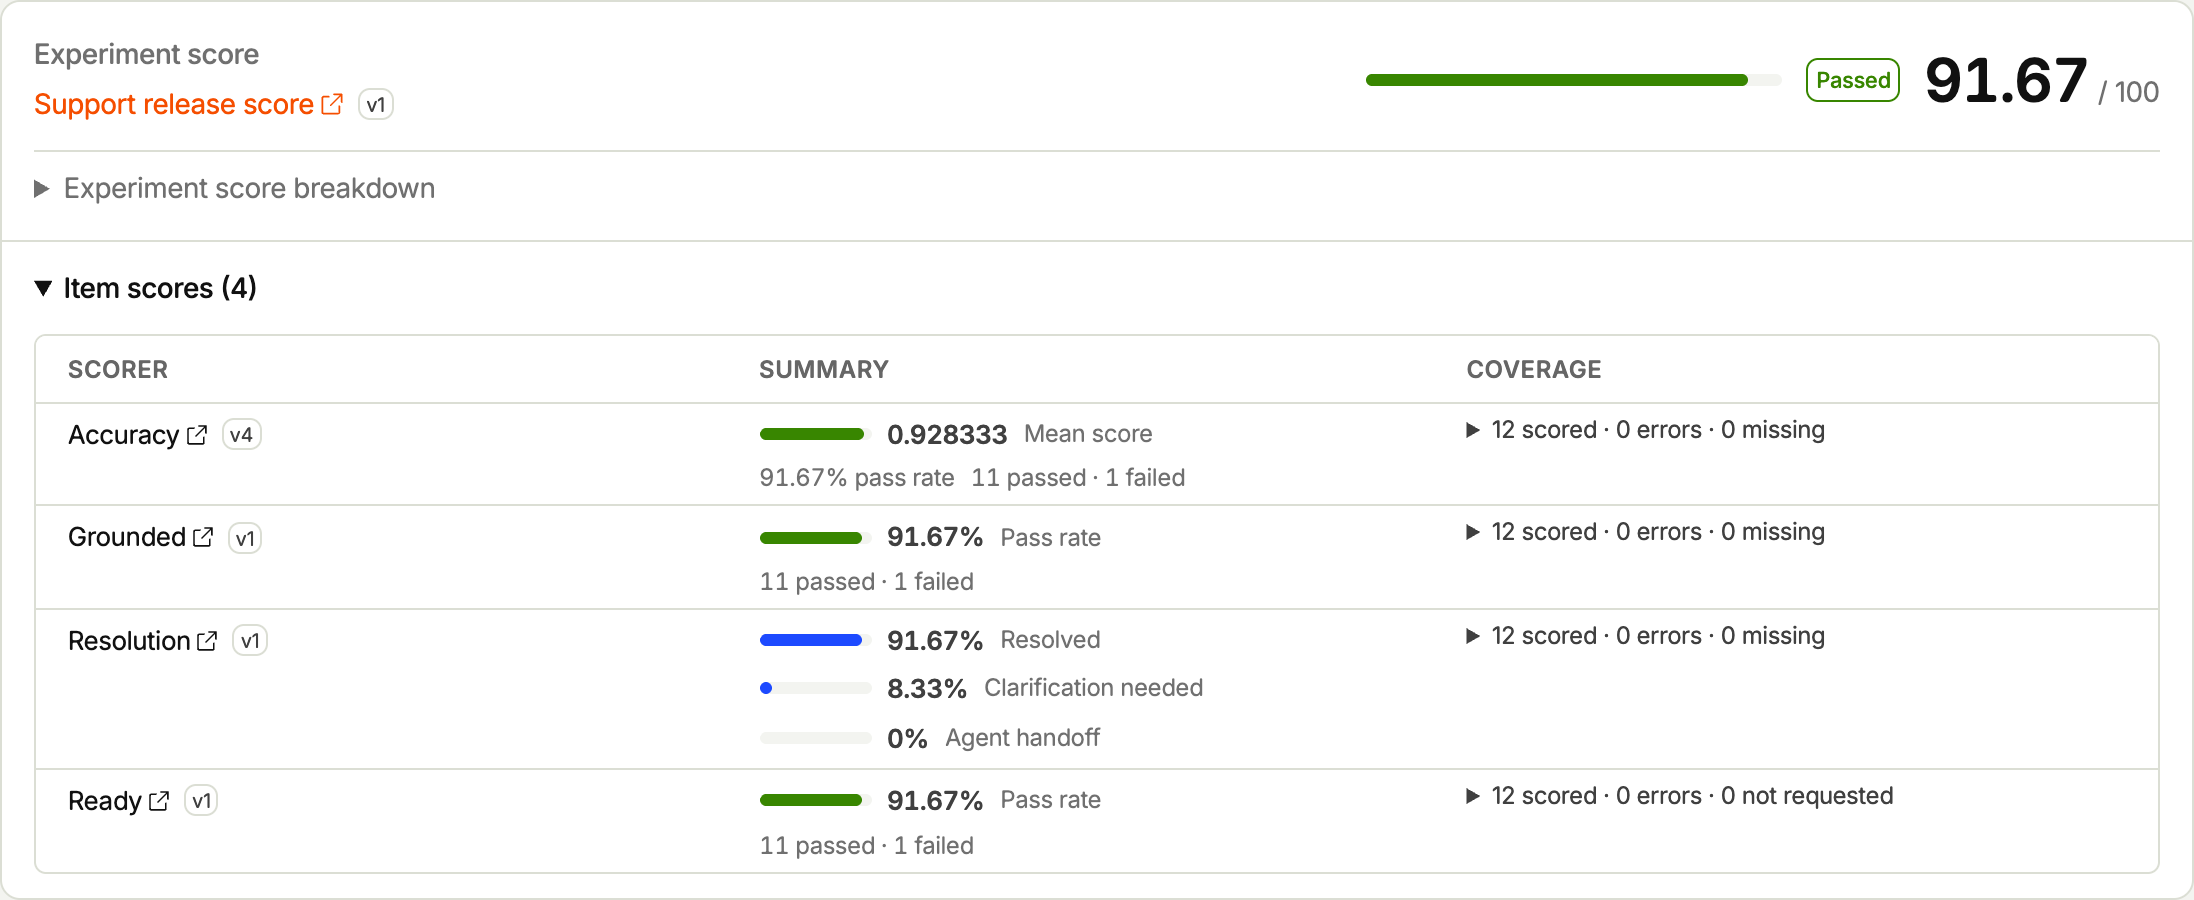 Experiment score
Support release score v1
Passed 91.67 / 100
Experiment score breakdown
Item scores (4)
SCORER SUMMARY COVERAGE
Accuracy v4 0.928333 Mean score 12 scored · 0 errors · 0 missing
91.67% pass rate 11 passed · 1 failed
Grounded v1 91.67% Pass rate 12 scored · 0 errors · 0 missing
11 passed · 1 failed
Resolution v1 91.67% Resolved 12 scored · 0 errors · 0 missing
8.33% Clarification needed
0% Agent handoff
Ready v1 91.67% Pass rate 12 scored · 0 errors · 0 not requested
11 passed · 1 failed